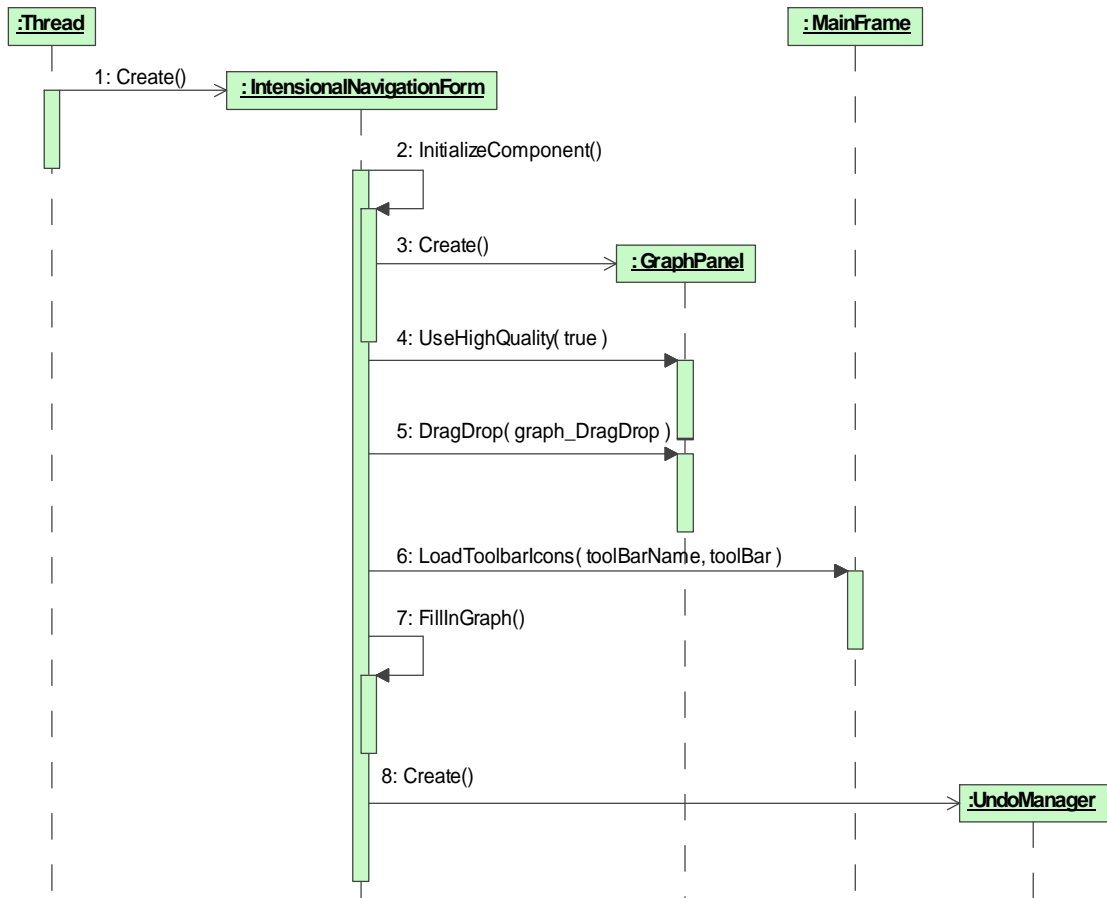 :Thread
: MainFrame
1: Create()
: IntensionalNavigationForm
2: InitializeComponent()
3: Create()
: GraphPanel
4: UseHighQuality( true )
5: DragDrop( graph_DragDrop )
6: LoadToolbarIcons( toolBarName, toolBar )
7: FillInGraph()
8: Create()
:UndoManager